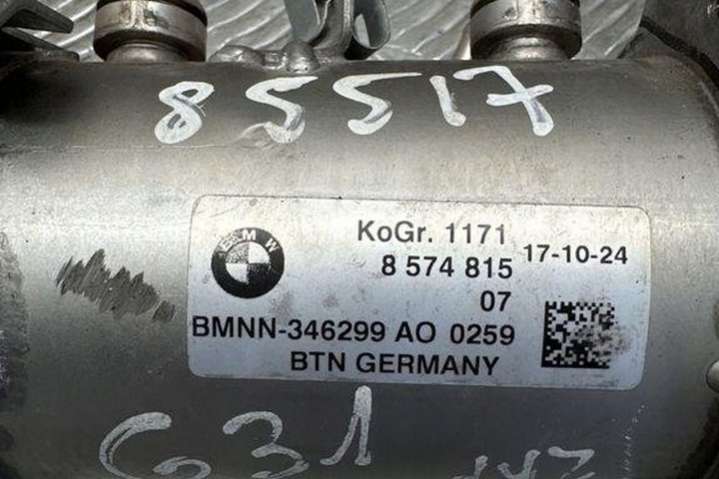 85517
BMW
KoGr. 1171
8 574 815 17-10-24
07
BMNN-346299 AO 0259
BTN GERMANY
G31